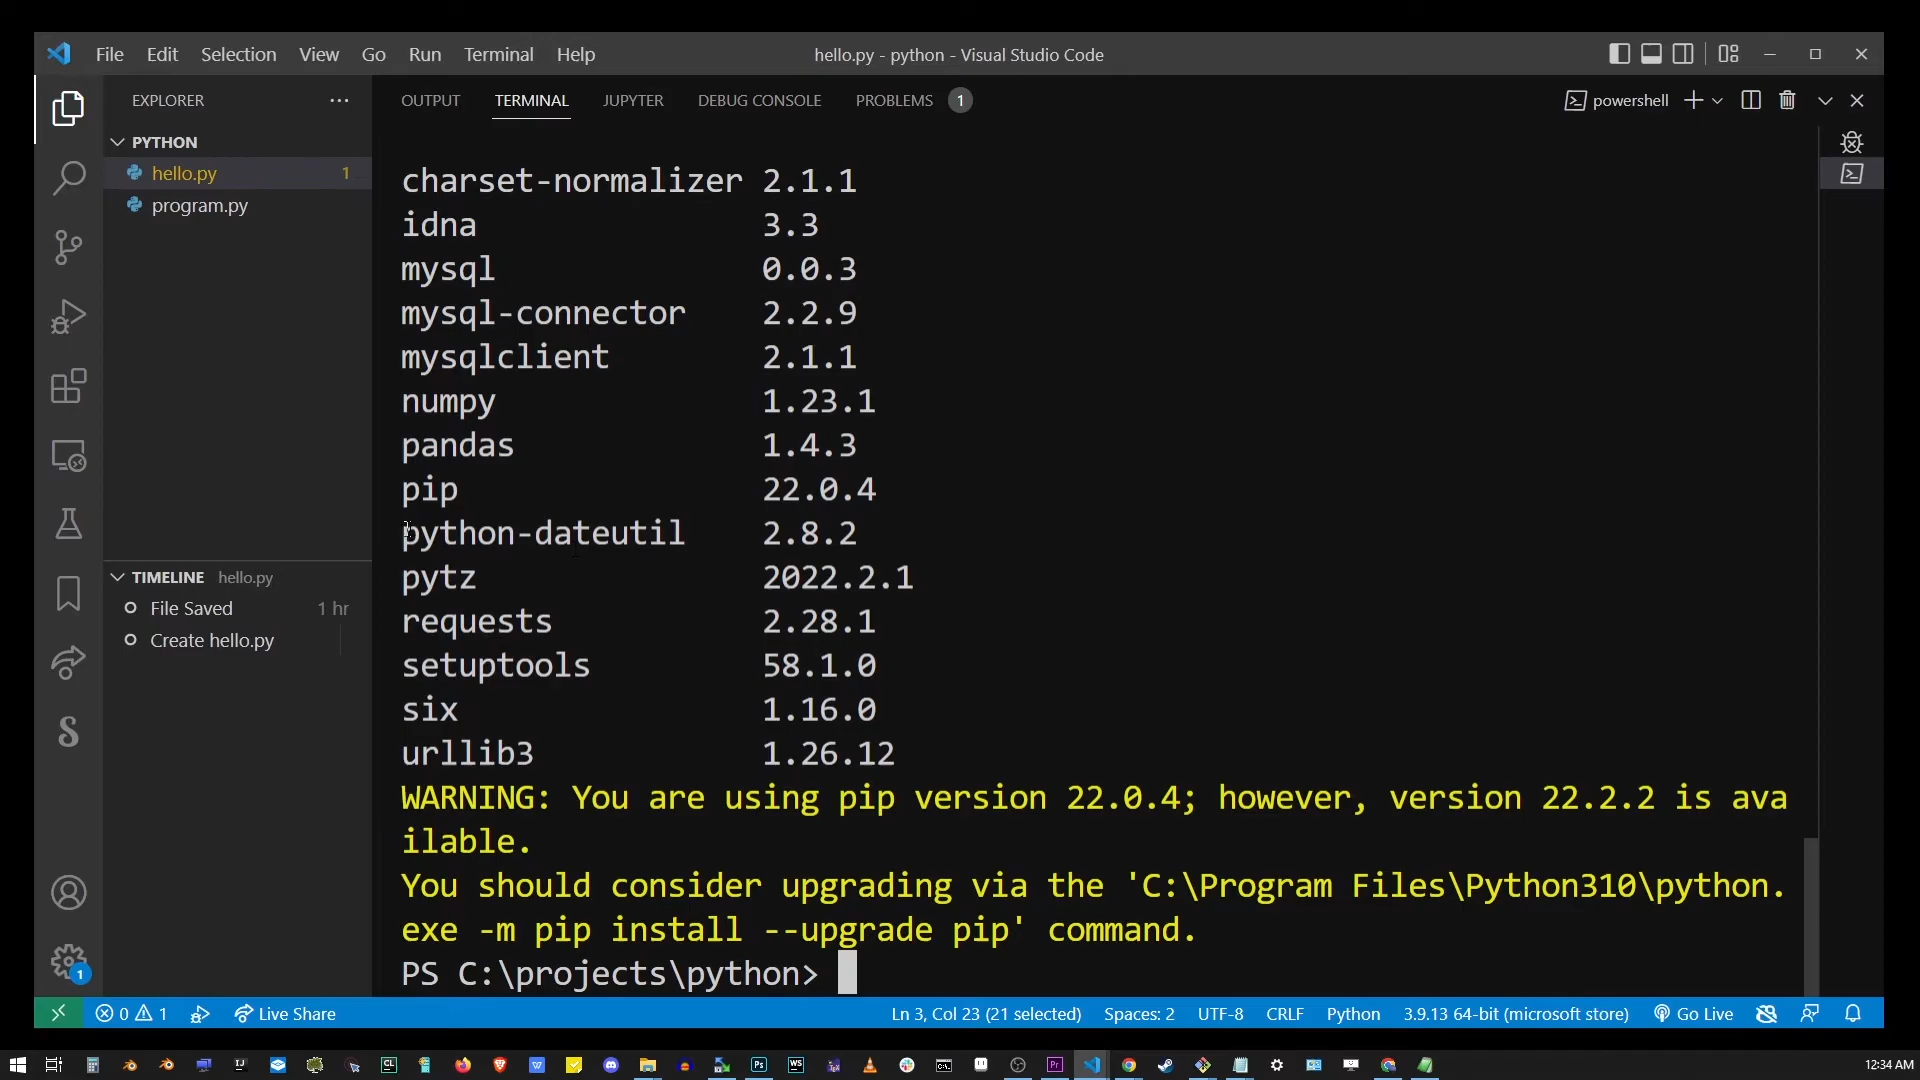 File Edit Selection View Go Run Terminal Help
hello.py - python - Visual Studio Code
EXPLORER
OUTPUT TERMINAL JUPYTER DEBUG CONSOLE PROBLEMS 1
powershell
PYTHON
hello.py 1
program.py
charset-normalizer 2.1.1
idna 3.3
mysql 0.0.3
mysql-connector 2.2.9
mysqlclient 2.1.1
numpy 1.23.1
pandas 1.4.3
pip 22.0.4
python-dateutil 2.8.2
pytz 2022.2.1
requests 2.28.1
setuptools 58.1.0
six 1.16.0
urllib3 1.26.12
WARNING: You are using pip version 22.0.4; however, version 22.2.2 is ava
ilable.
You should consider upgrading via the 'C:\Program Files\Python310\python.
exe -m pip install --upgrade pip' command.
PS C:\projects\python>
TIMELINE hello.py
File Saved 1 hr
Create hello.py
1
0 1 Live Share
Ln 3, Col 23 (21 selected) Spaces: 2 UTF-8 CRLF Python 3.9.13 64-bit (microsoft store) Go Live
12:34 AM